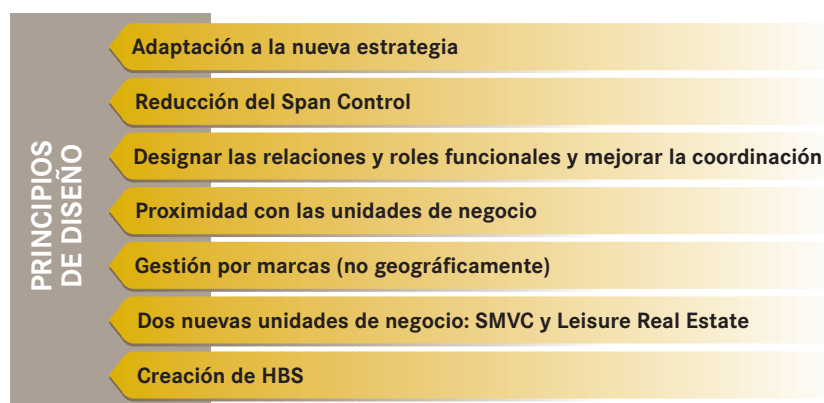 PRINCIPIOS
DE DISEÑO
Adaptación a la nueva estrategia
Reducción del Span Control
Designar las relaciones y roles funcionales y mejorar la coordinación
Proximidad con las unidades de negocio
Gestión por marcas (no geográficamente)
Dos nuevas unidades de negocio: SMVC y Leisure Real Estate
Creación de HBS